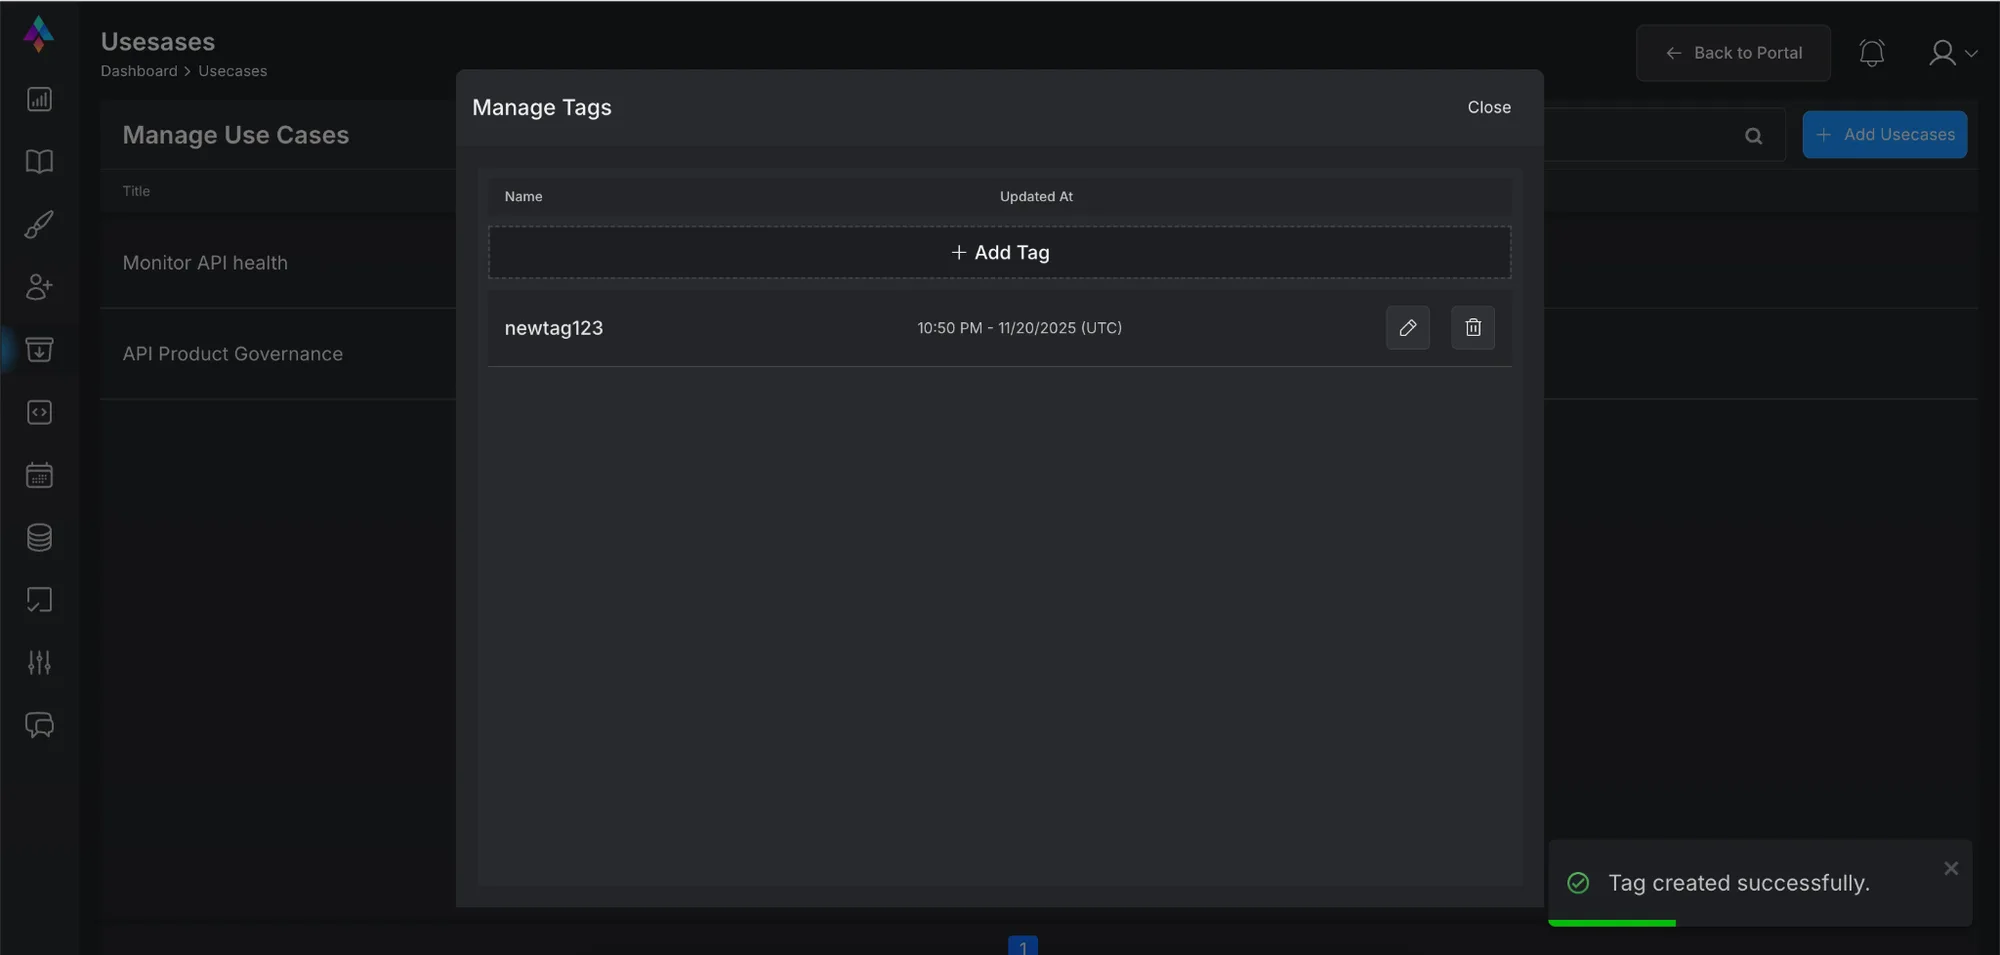 Usesases
Dashboard > Usecases
Back to Portal
Manage Tags
Close
Manage Use Cases
Add Usecases
Title
Name
Updated At
+ Add Tag
Monitor API health
newtag123
10:50 PM - 11/20/2025 (UTC)
API Product Governance
Tag created successfully.
1